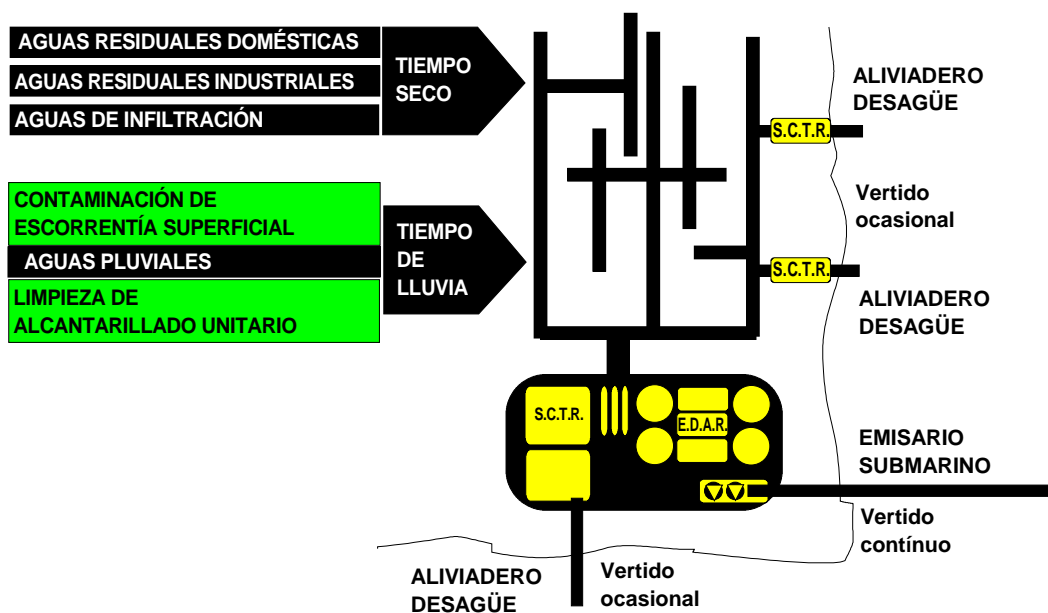 AGUAS RESIDUALES DOMÉSTICAS
AGUAS RESIDUALES INDUSTRIALES
AGUAS DE INFILTRACIÓN
TIEMPO
SECO
CONTAMINACIÓN DE
ESCORRENTÍA SUPERFICIAL
AGUAS PLUVIALES
LIMPIEZA DE
ALCANTARILLADO UNITARIO
TIEMPO
DE
LLUVIA
ALIVIADERO
DESAGÜE
S.C.T.R.
Vertido
ocasional
S.C.T.R.
ALIVIADERO
DESAGÜE
S.C.T.R.
E.D.A.R.
EMISARIO
SUBMARINO
Vertido
contínuo
ALIVIADERO
DESAGÜE
Vertido
ocasional